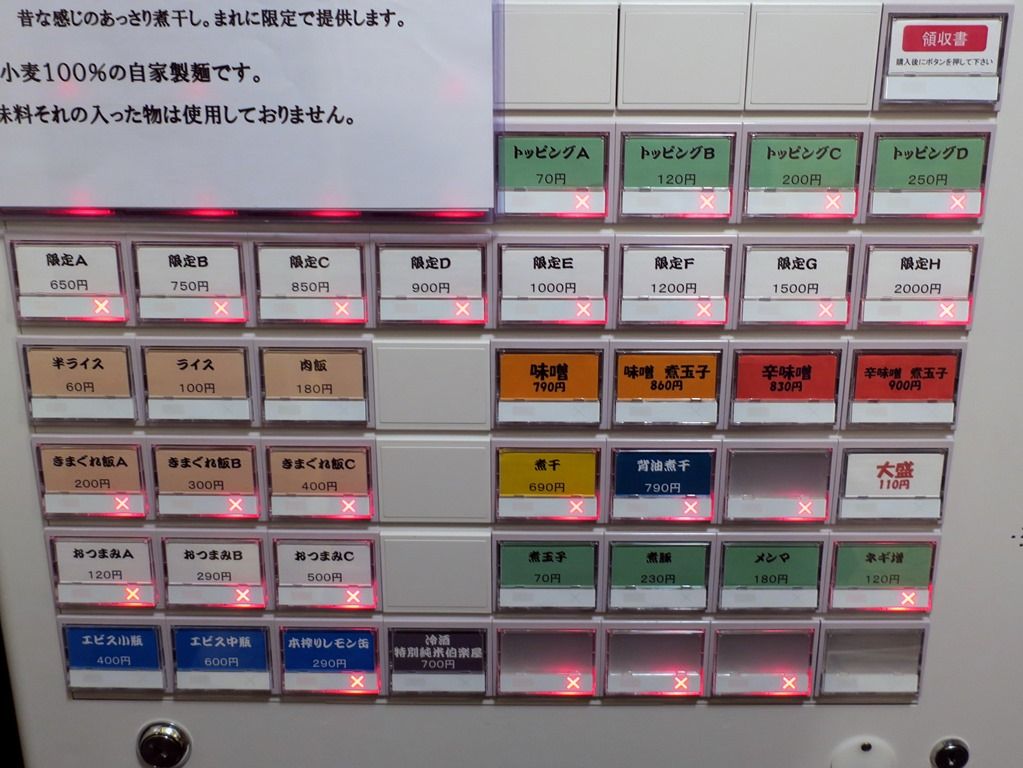 昔な感じのあっさり煮干し。まれに限定で提供します。
小麦100%の自家製麺です。
味料それの入った物は使用しておりません。
領収書
購入後にボタンを押して下さい
トッピングA
70円
トッピングB
120円
トッピングC
200円
トッピングD
250円
限定A
650円
限定B
750円
限定C
850円
限定D
900円
限定E
1000円
限定F
1200円
限定G
1500円
限定H
2000円
半ライス
60円
ライス
100円
肉飯
180円
味噌
790円
味噌 煮玉子
860円
辛味噌
830円
辛味噌 煮玉子
900円
きまぐれ飯A
200円
きまぐれ飯B
300円
きまぐれ飯C
400円
煮干
690円
背油煮干
790円
大盛
110円
おつまみA
120円
おつまみB
290円
おつまみC
500円
煮玉子
70円
煮豚
230円
メンマ
180円
ネギ増
120円
エビス小瓶
400円
エビス中瓶
600円
本搾りレモン缶
290円
冷酒
特別純米伯楽星
700円